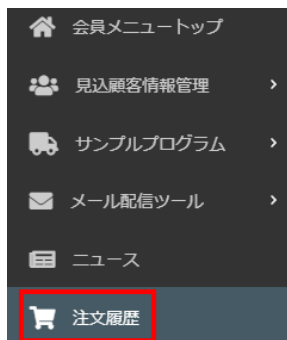 会員メニュートップ
見込顧客情報管理
サンプルプログラム
メール配信ツール
ニュース
注文履歴